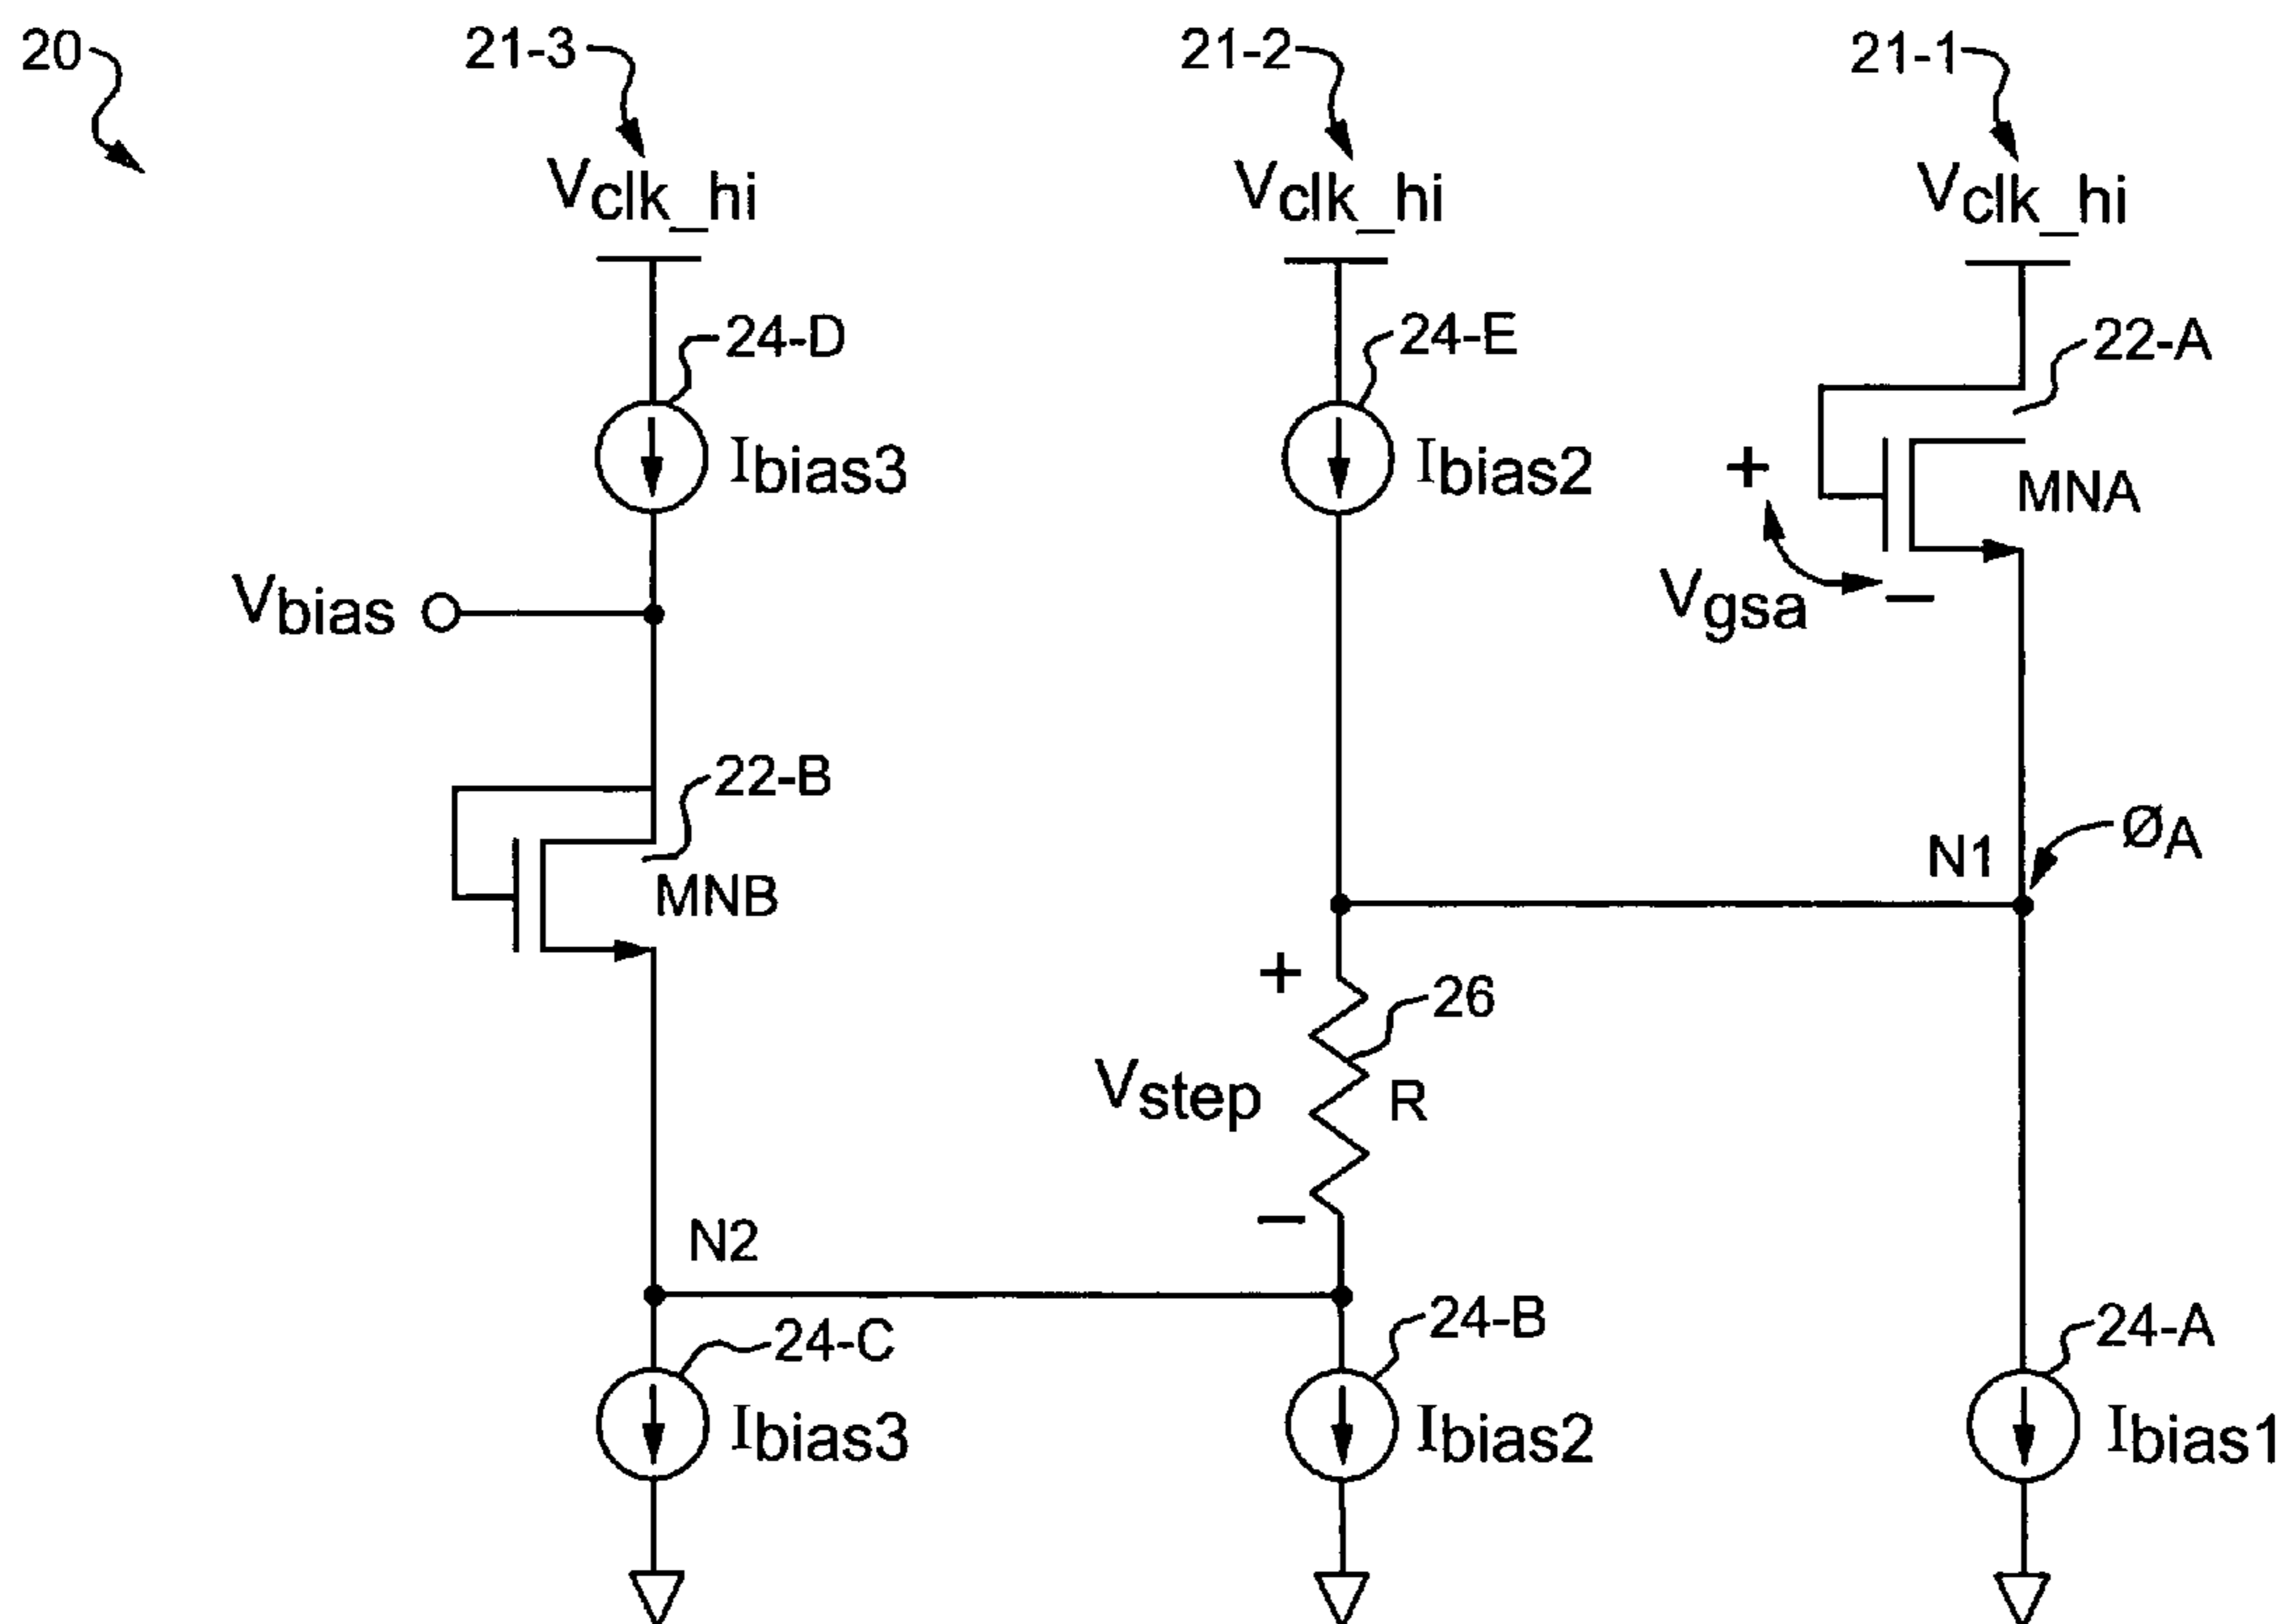 20
21-3
21-2
21-1
Vclk_hi
Vclk_hi
Vclk_hi
24-D
24-E
22-A
Ibias3
Ibias2
+
MNA
Vbias
Vgsa
−
22-B
MNB
N1
ØA
+
26
Vstep
R
−
N2
24-C
24-B
24-A
Ibias3
Ibias2
Ibias1